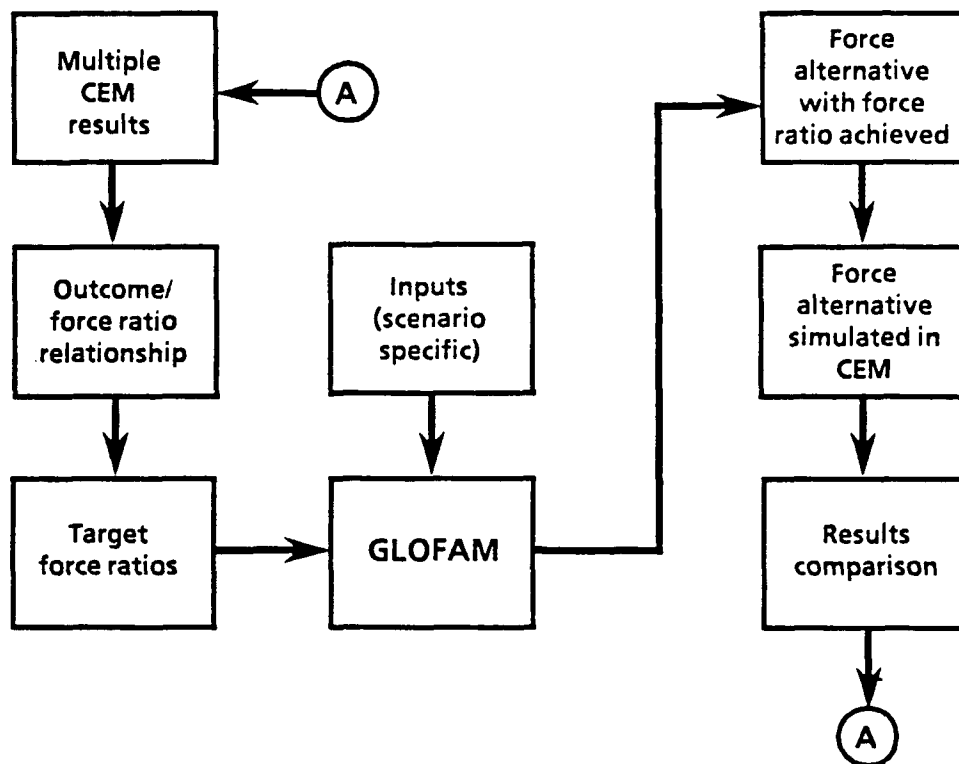 Multiple
CEM
results
A
Outcome/
force ratio
relationship
Target
force ratios
Inputs
(scenario
specific)
GLOFAM
Force
alternative
with force
ratio achieved
Force
alternative
simulated in
CEM
Results
comparison
A